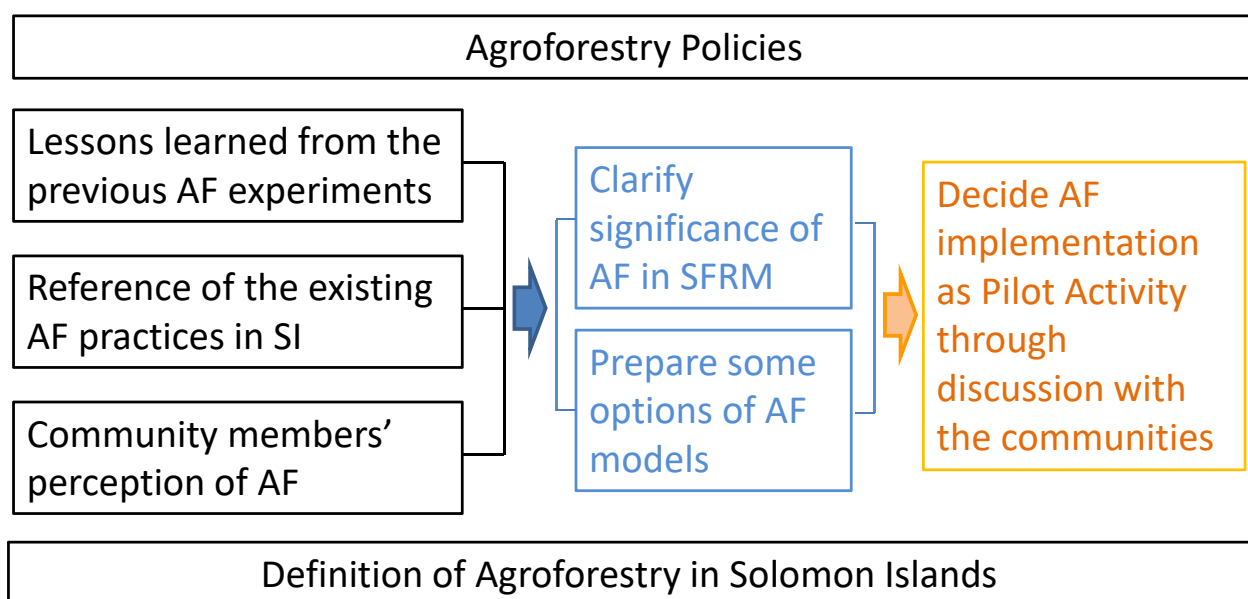 Agroforestry Policies
Lessons learned from the
previous AF experiments
Reference of the existing
AF practices in SI
Community members’
perception of AF
Clarify
significance of
AF in SFRM
Prepare some
options of AF
models
Decide AF
implementation
as Pilot Activity
through
discussion with
the communities
Definition of Agroforestry in Solomon Islands